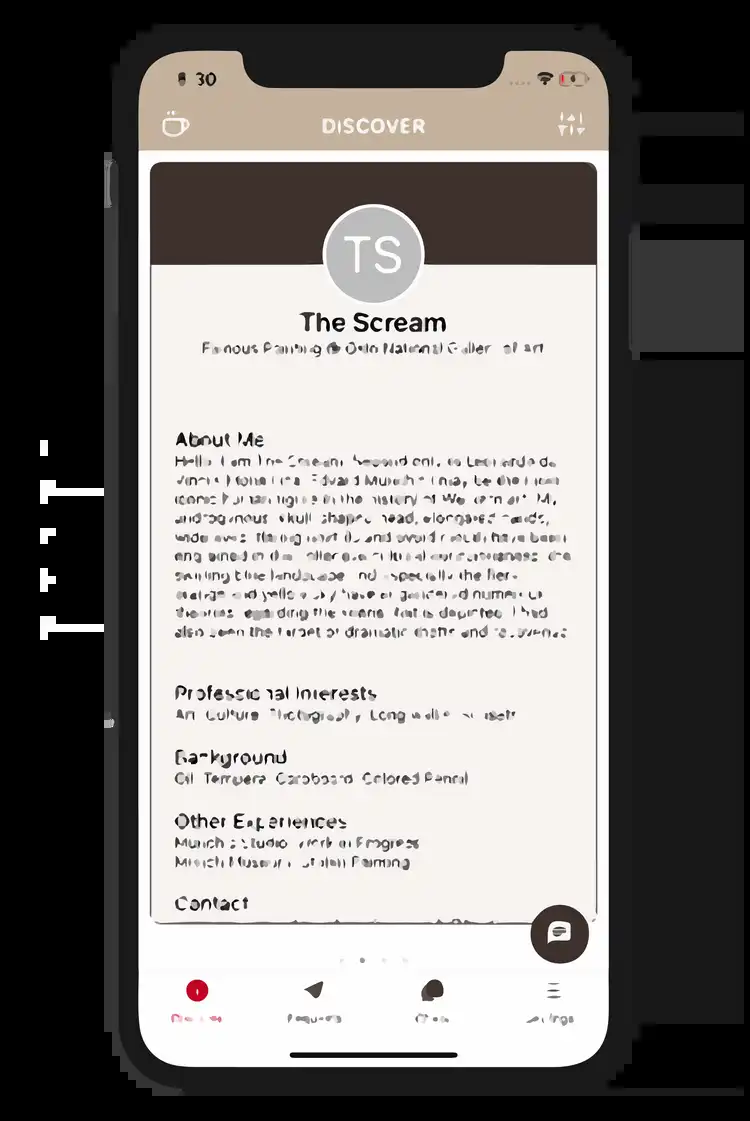 30
DISCOVER
TS
The Scream
Famous Painting @ Oslo National Gallery of art
About Me
Hello I am The Scream. Second only to Leonardo da
Mona Lisa, Edvard Munch's I may be the most
iconic human figure in the history of Western art. My
androgynous, skull shaped head, elongated hands,
wide eyes, flaring nostrils and ovoid mouth have been
engrained in the collective cultural consciousness; the
swirling blue landscape and especially the fiery
orange and yellow sky have engendered numerous
theories regarding the scene that is depicted. I had
also been the target of dramatic thefts and recoveries
Professional Interests
Art Culture Photography Long walks sunsets
Background
Oil Tempera Cardboard Colored Pencil
Other Experiences
Munch's Studio Work in Progress
Munch Museum Stolen Painting
Contact
Discover
Requests
Chats
Settings